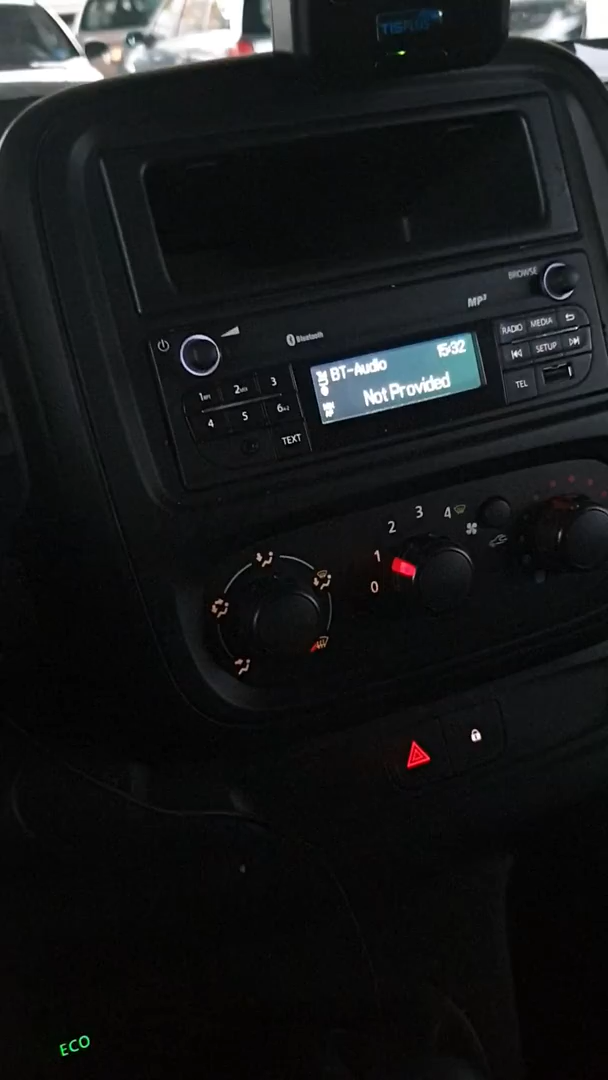 BROWSE
MP3
Bluetooth
RADIO MEDIA
SETUP
TEL
BT-Audio 15:32
Not Provided
1 2 3
4 5 6
TEXT
0 1 2 3 4
ECO